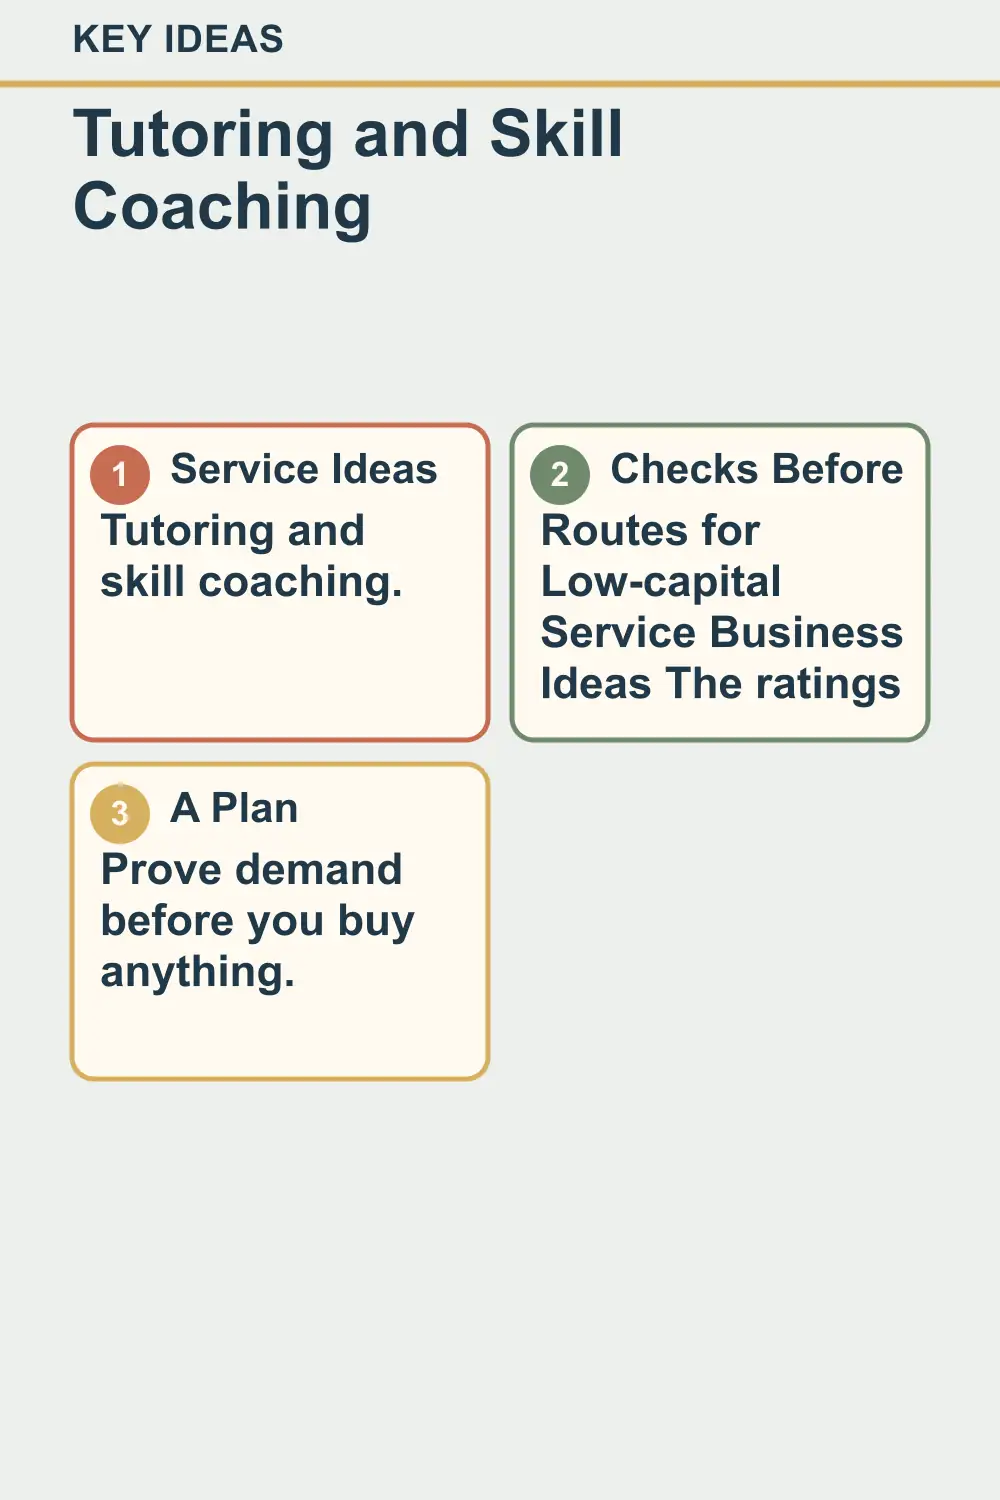 KEY IDEAS
Tutoring and Skill
Coaching
1 Service Ideas
Tutoring and
skill coaching.
2 Checks Before
Routes for
Low-capital
Service Business
Ideas The ratings
3 A Plan
Prove demand
before you buy
anything.